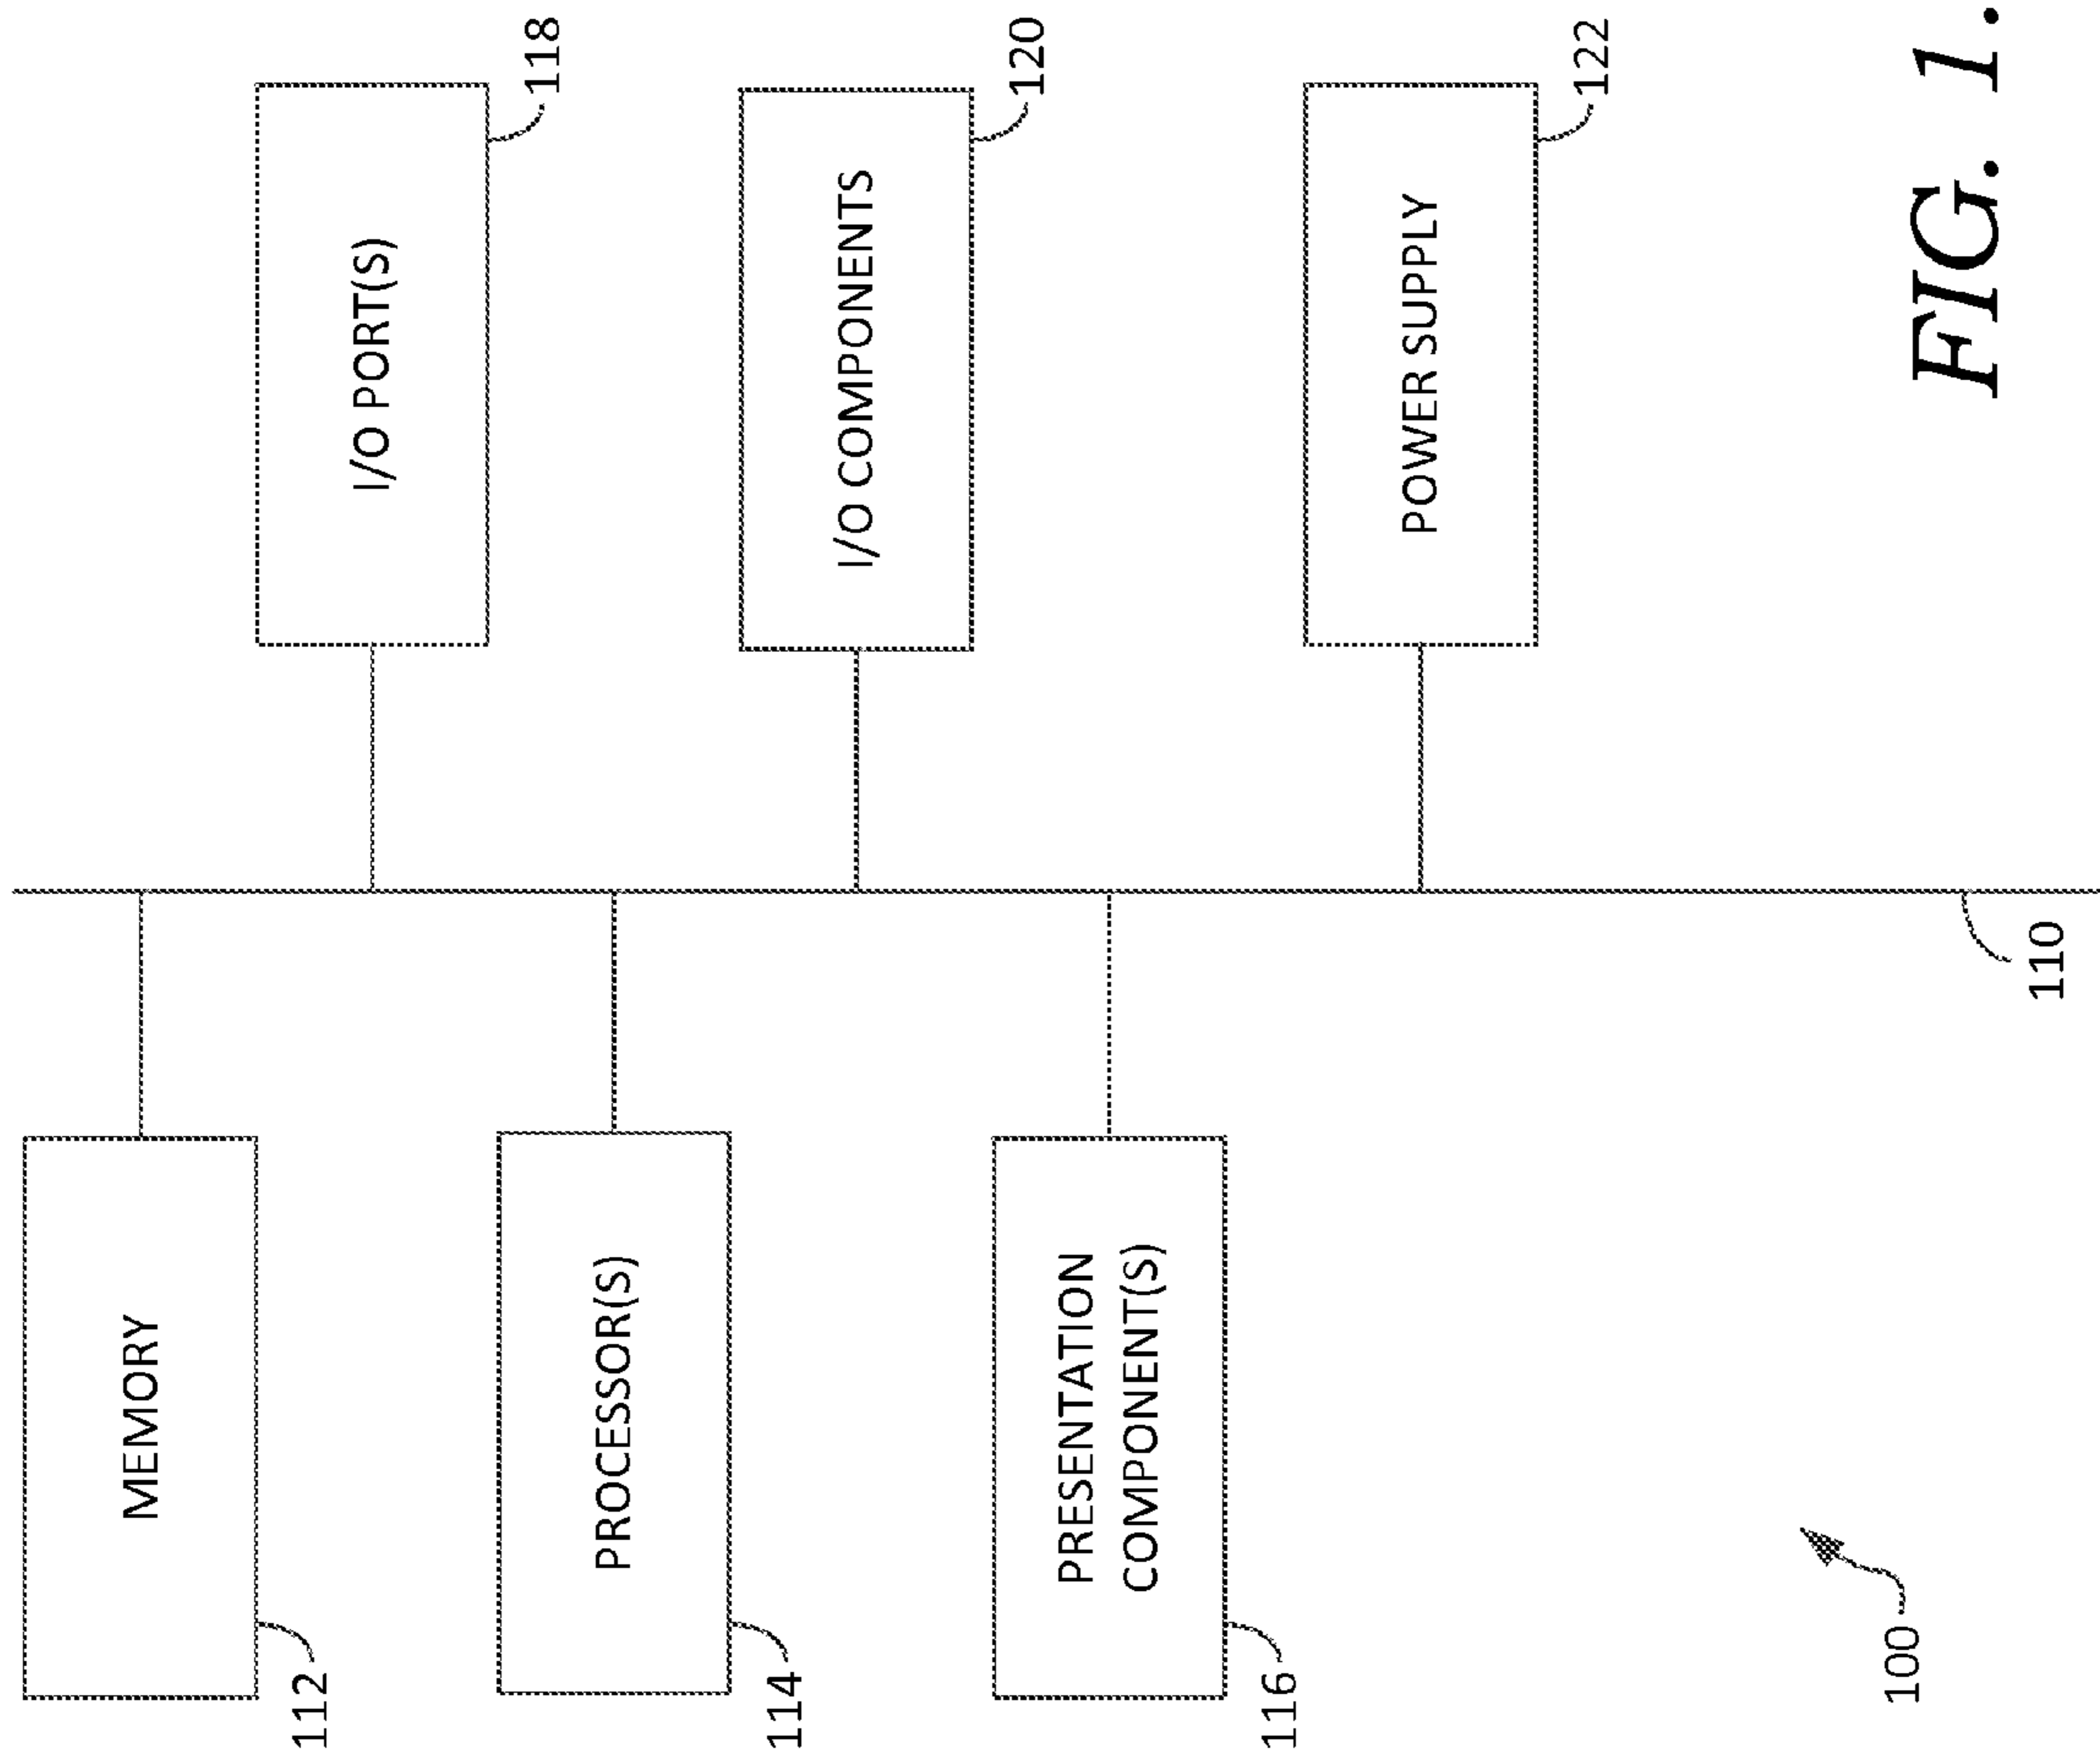 MEMORY
112
PROCESSOR(S)
114
PRESENTATION
COMPONENT(S)
116
I/O PORT(S)
118
I/O COMPONENTS
120
POWER SUPPLY
122
110
100
FIG. 1.